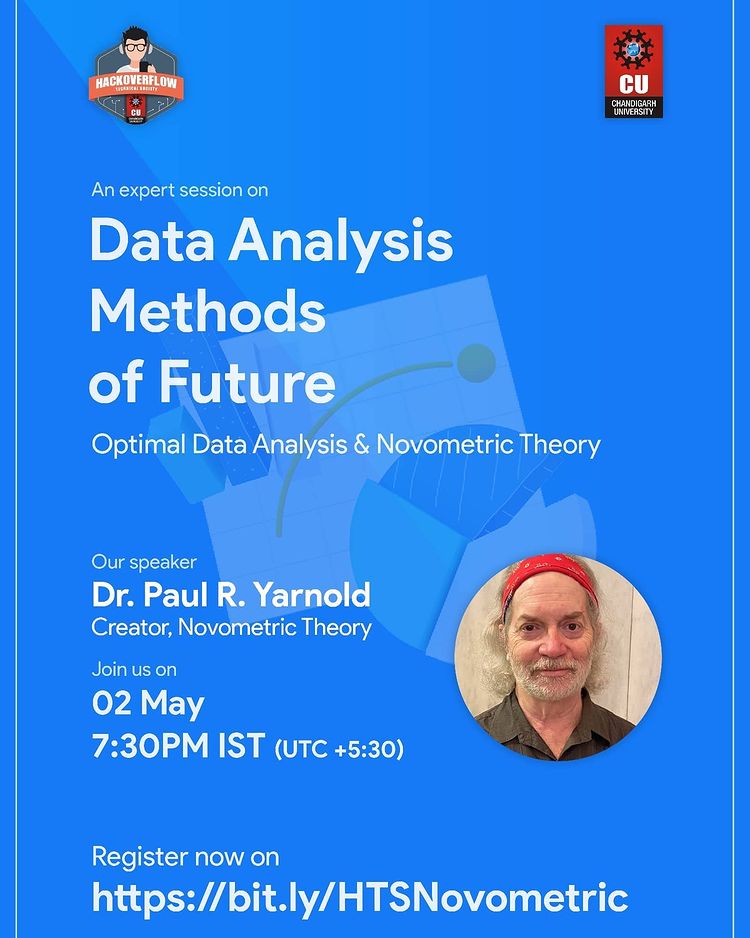 HACKOVERFLOW
TECHNICAL SOCIETY
CU
CU
CHANDIGARH
UNIVERSITY
An expert session on
Data Analysis
Methods
of Future
Optimal Data Analysis & Novometric Theory
Our speaker
Dr. Paul R. Yarnold
Creator, Novometric Theory
Join us on
02 May
7:30PM IST (UTC +5:30)
Register now on
https://bit.ly/HTSNovometric